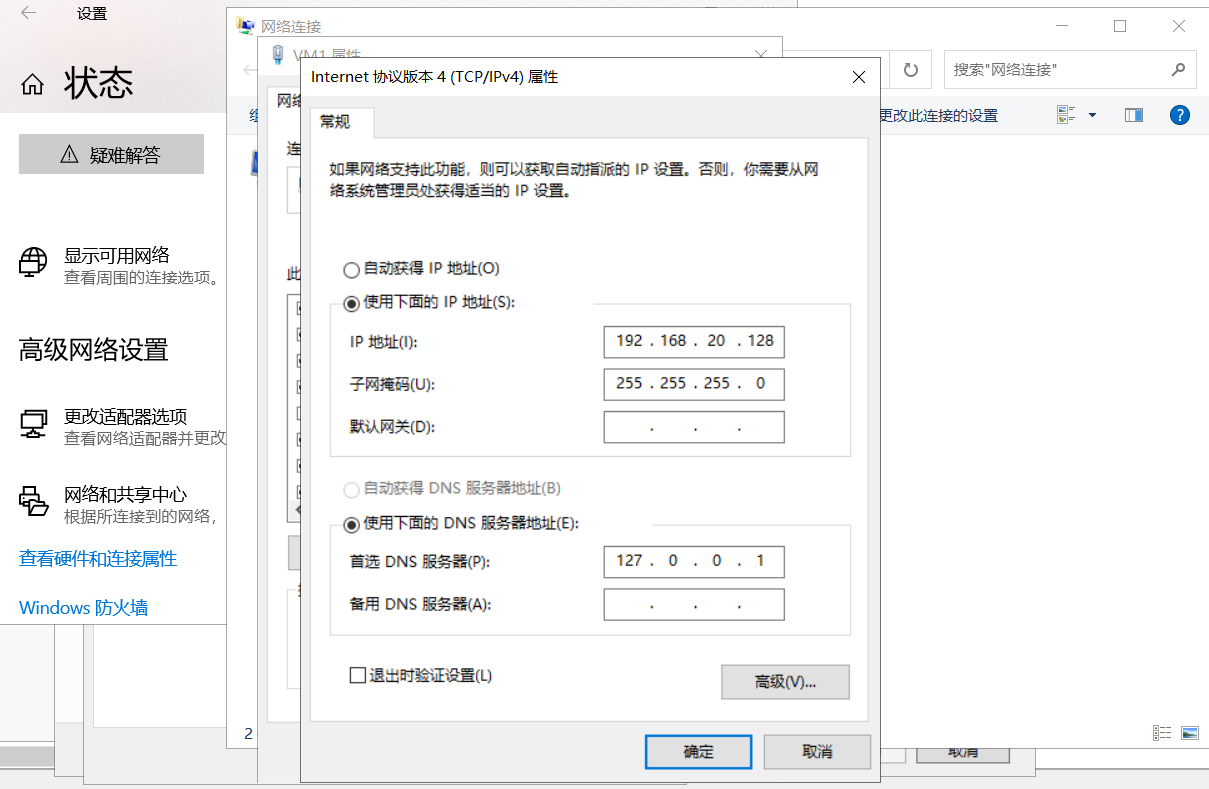 设置
状态
疑难解答
显示可用网络
查看周围的连接选项。
高级网络设置
更改适配器选项
查看网络适配器并更改
网络和共享中心
根据所连接到的网络，
查看硬件和连接属性
Windows 防火墙
网络连接
搜索"网络连接"
更改此连接的设置
VM1 属性
网络
连
此
2
取消
Internet 协议版本 4 (TCP/IPv4) 属性
常规
如果网络支持此功能，则可以获取自动指派的 IP 设置。否则，你需要从网
络系统管理员处获得适当的 IP 设置。
自动获得 IP 地址(O)
使用下面的 IP 地址(S):
IP 地址(I): 192 . 168 . 20 . 128
子网掩码(U): 255 . 255 . 255 . 0
默认网关(D): . . .
自动获得 DNS 服务器地址(B)
使用下面的 DNS 服务器地址(E):
首选 DNS 服务器(P): 127 . 0 . 0 . 1
备用 DNS 服务器(A): . . .
退出时验证设置(L)
高级(V)...
确定
取消